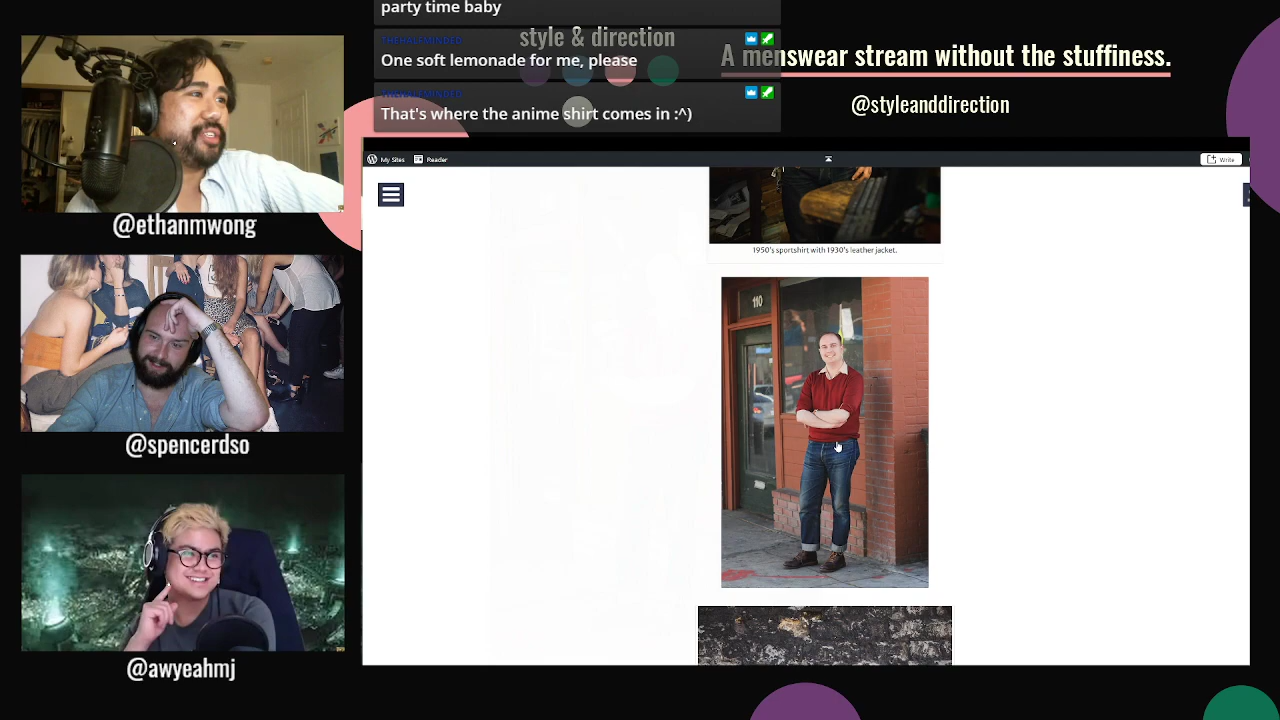 party time baby
THEHALFMINDED
One soft lemonade for me, please
THEHALFMINDED
That's where the anime shirt comes in :^)
style & direction
A menswear stream without the stuffiness.
@styleanddirection
@ethanmwong
@spencerdso
@awyeahmj
My Sites
Reader
Write
1950's sportshirt with 1930's leather jacket.
110